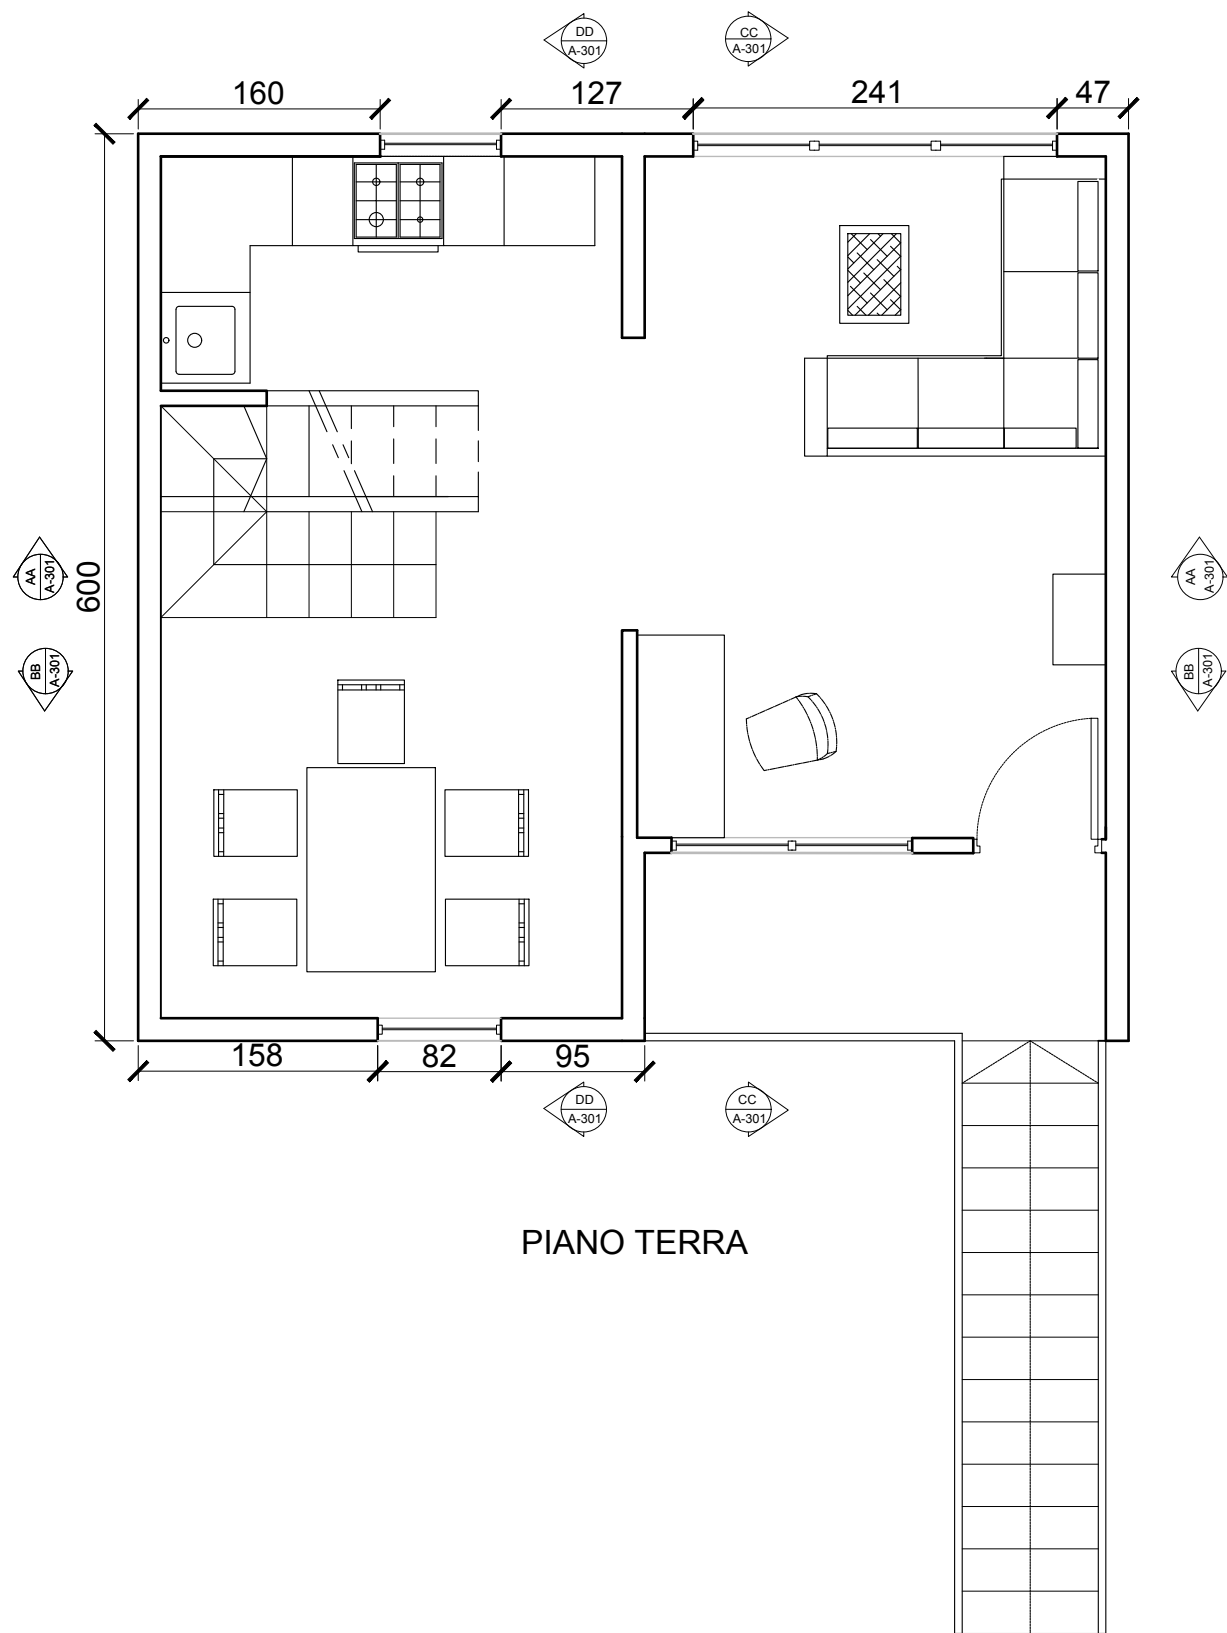 DD
A-301
CC
A-301
160
127
241
47
600
AA
A-301
AA
A-301
BB
A-301
BB
A-301
158
82
95
DD
A-301
CC
A-301
PIANO TERRA